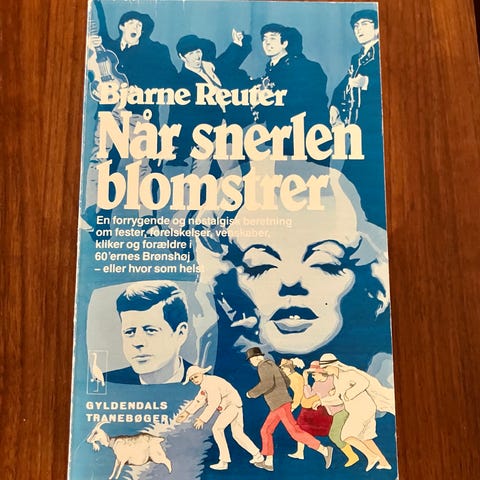 Bjarne Reuter
Når snerlen
blomstrer
En forrygende og nostalgisk beretning
om fester, forelskelser, venskaber,
kliker og forældre i
60'ernes Brønshøj
– eller hvor som helst
GYLDENDALS
TRANEBØGER